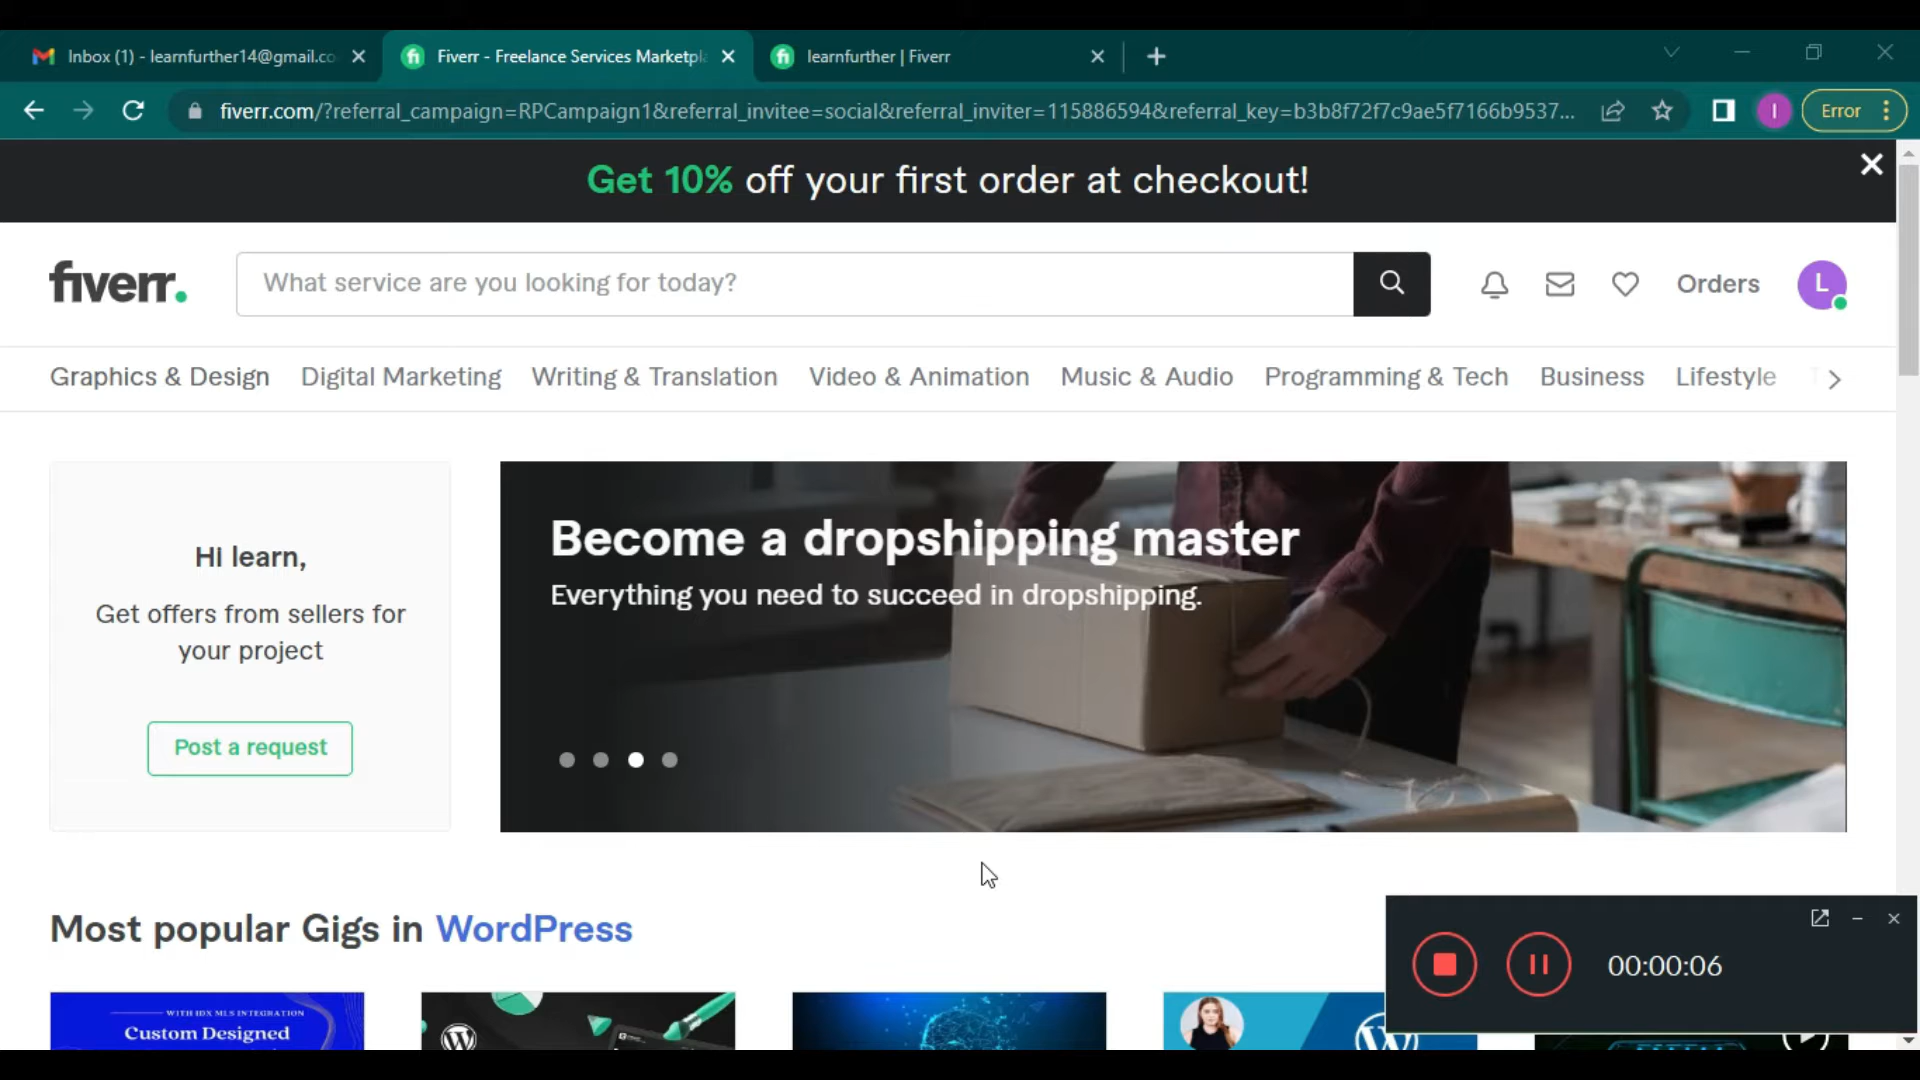 Inbox (1) - learnfurther14@gmail.co
Fiverr - Freelance Services Marketpl
learnfurther | Fiverr
fiverr.com/?referral_campaign=RPCampaign1&referral_invitee=social&referral_inviter=115886594&referral_key=b3b8f72f7c9ae5f7166b9537...
I
Error
Get 10% off your first order at checkout!
fiverr.
What service are you looking for today?
Orders
L
Graphics & Design
Digital Marketing
Writing & Translation
Video & Animation
Music & Audio
Programming & Tech
Business
Lifestyle
HI learn,
Get offers from sellers for
your project
Post a request
Become a dropshipping master
Everything you need to succeed in dropshipping.
Most popular Gigs in WordPress
WITH IDX MLS INTEGRATION
Custom Designed
00:00:06